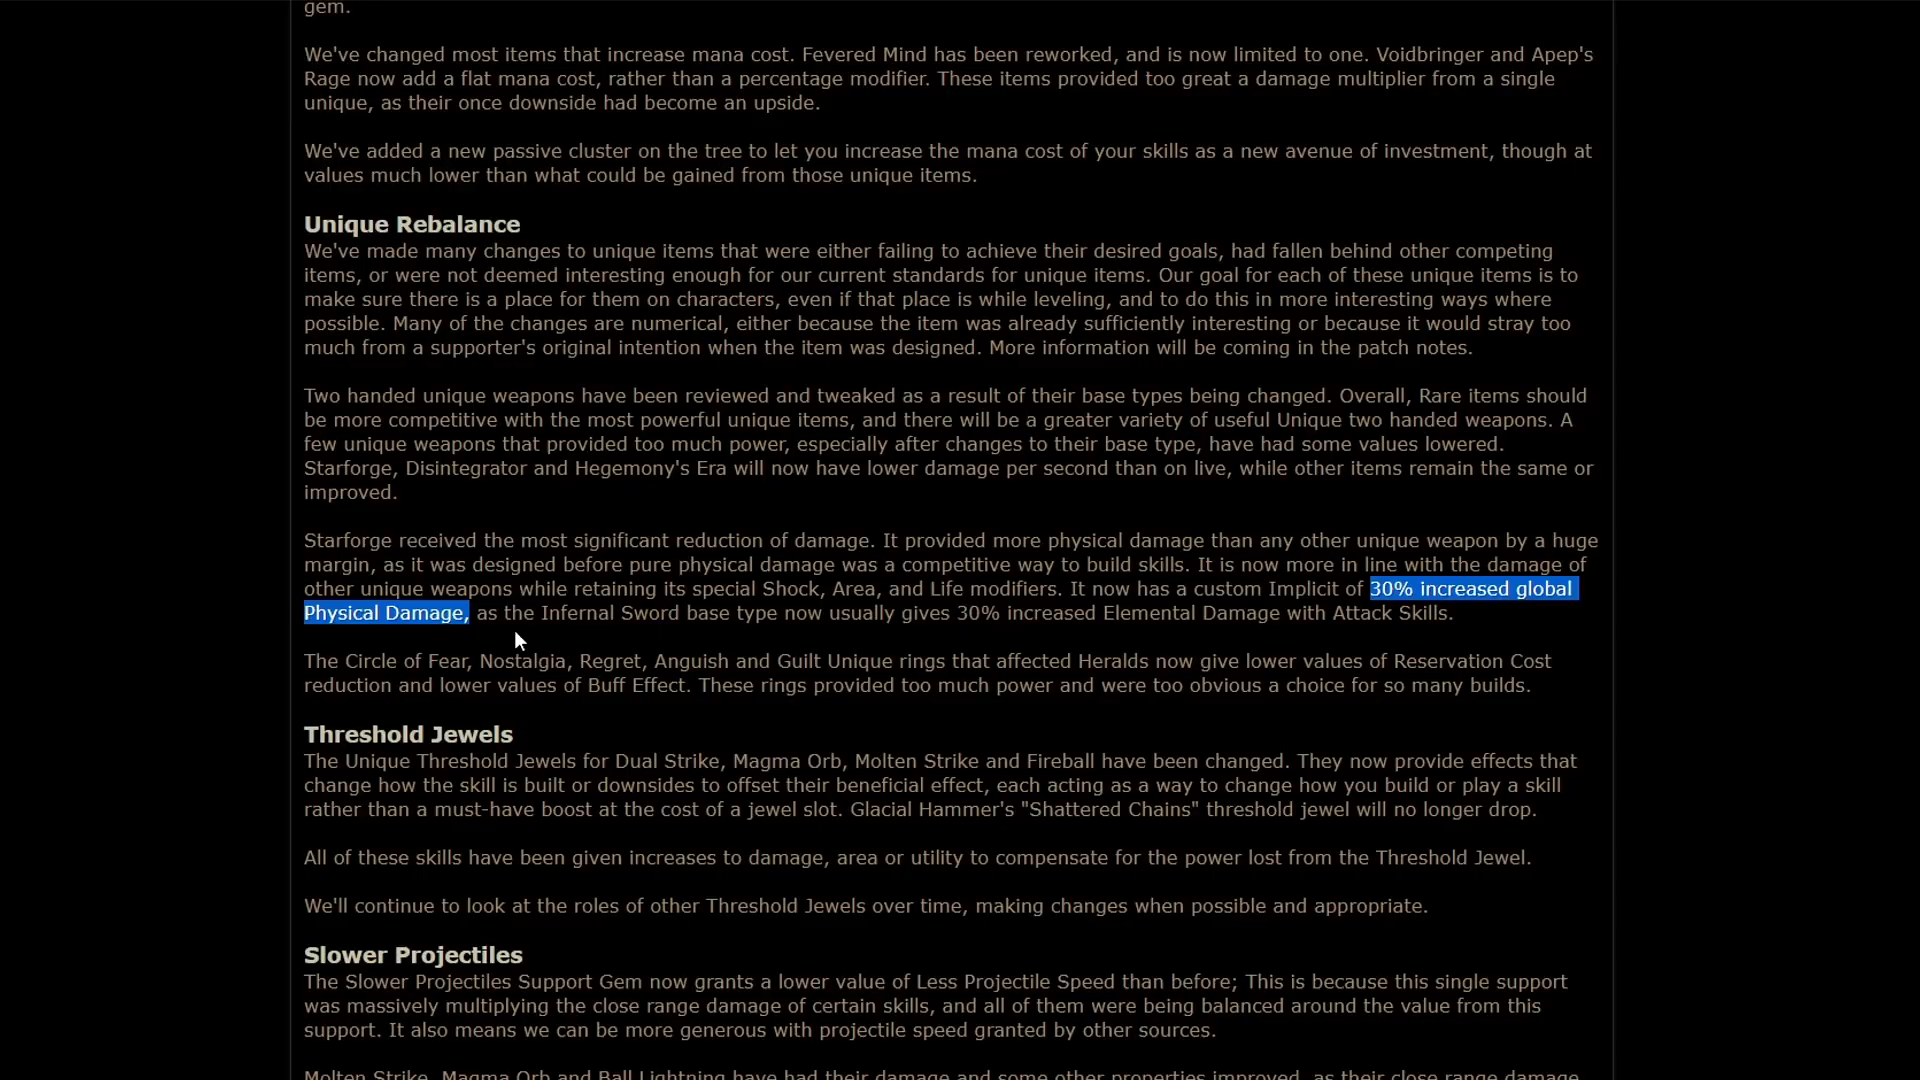 gem.
We've changed most items that increase mana cost. Fevered Mind has been reworked, and is now limited to one. Voidbringer and Apep's
Rage now add a flat mana cost, rather than a percentage modifier. These items provided too great a damage multiplier from a single
unique, as their once downside had become an upside.
We've added a new passive cluster on the tree to let you increase the mana cost of your skills as a new avenue of investment, though at
values much lower than what could be gained from those unique items.
Unique Rebalance
We've made many changes to unique items that were either failing to achieve their desired goals, had fallen behind other competing
items, or were not deemed interesting enough for our current standards for unique items. Our goal for each of these unique items is to
make sure there is a place for them on characters, even if that place is while leveling, and to do this in more interesting ways where
possible. Many of the changes are numerical, either because the item was already sufficiently interesting or because it would stray too
much from a supporter's original intention when the item was designed. More information will be coming in the patch notes.
Two handed unique weapons have been reviewed and tweaked as a result of their base types being changed. Overall, Rare items should
be more competitive with the most powerful unique items, and there will be a greater variety of useful Unique two handed weapons. A
few unique weapons that provided too much power, especially after changes to their base type, have had some values lowered.
Starforge, Disintegrator and Hegemony's Era will now have lower damage per second than on live, while other items remain the same or
improved.
Starforge received the most significant reduction of damage. It provided more physical damage than any other unique weapon by a huge
margin, as it was designed before pure physical damage was a competitive way to build skills. It is now more in line with the damage of
other unique weapons while retaining its special Shock, Area, and Life modifiers. It now has a custom Implicit of 30% increased global
Physical Damage, as the Infernal Sword base type now usually gives 30% increased Elemental Damage with Attack Skills.
The Circle of Fear, Nostalgia, Regret, Anguish and Guilt Unique rings that affected Heralds now give lower values of Reservation Cost
reduction and lower values of Buff Effect. These rings provided too much power and were too obvious a choice for so many builds.
Threshold Jewels
The Unique Threshold Jewels for Dual Strike, Magma Orb, Molten Strike and Fireball have been changed. They now provide effects that
change how the skill is built or downsides to offset their beneficial effect, each acting as a way to change how you build or play a skill
rather than a must-have boost at the cost of a jewel slot. Glacial Hammer's "Shattered Chains" threshold jewel will no longer drop.
All of these skills have been given increases to damage, area or utility to compensate for the power lost from the Threshold Jewel.
We'll continue to look at the roles of other Threshold Jewels over time, making changes when possible and appropriate.
Slower Projectiles
The Slower Projectiles Support Gem now grants a lower value of Less Projectile Speed than before; This is because this single support
was massively multiplying the close range damage of certain skills, and all of them were being balanced around the value from this
support. It also means we can be more generous with projectile speed granted by other sources.
Molten Strike, Magma Orb and Ball Lightning have had their damage and some other properties improved, as their close range damage